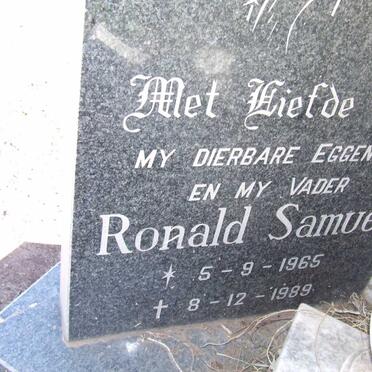 Met Liefde
MY DIERBARE EGGEN
EN MY VADER
Ronald Samue
* 5-9-1965
† 8-12-1989